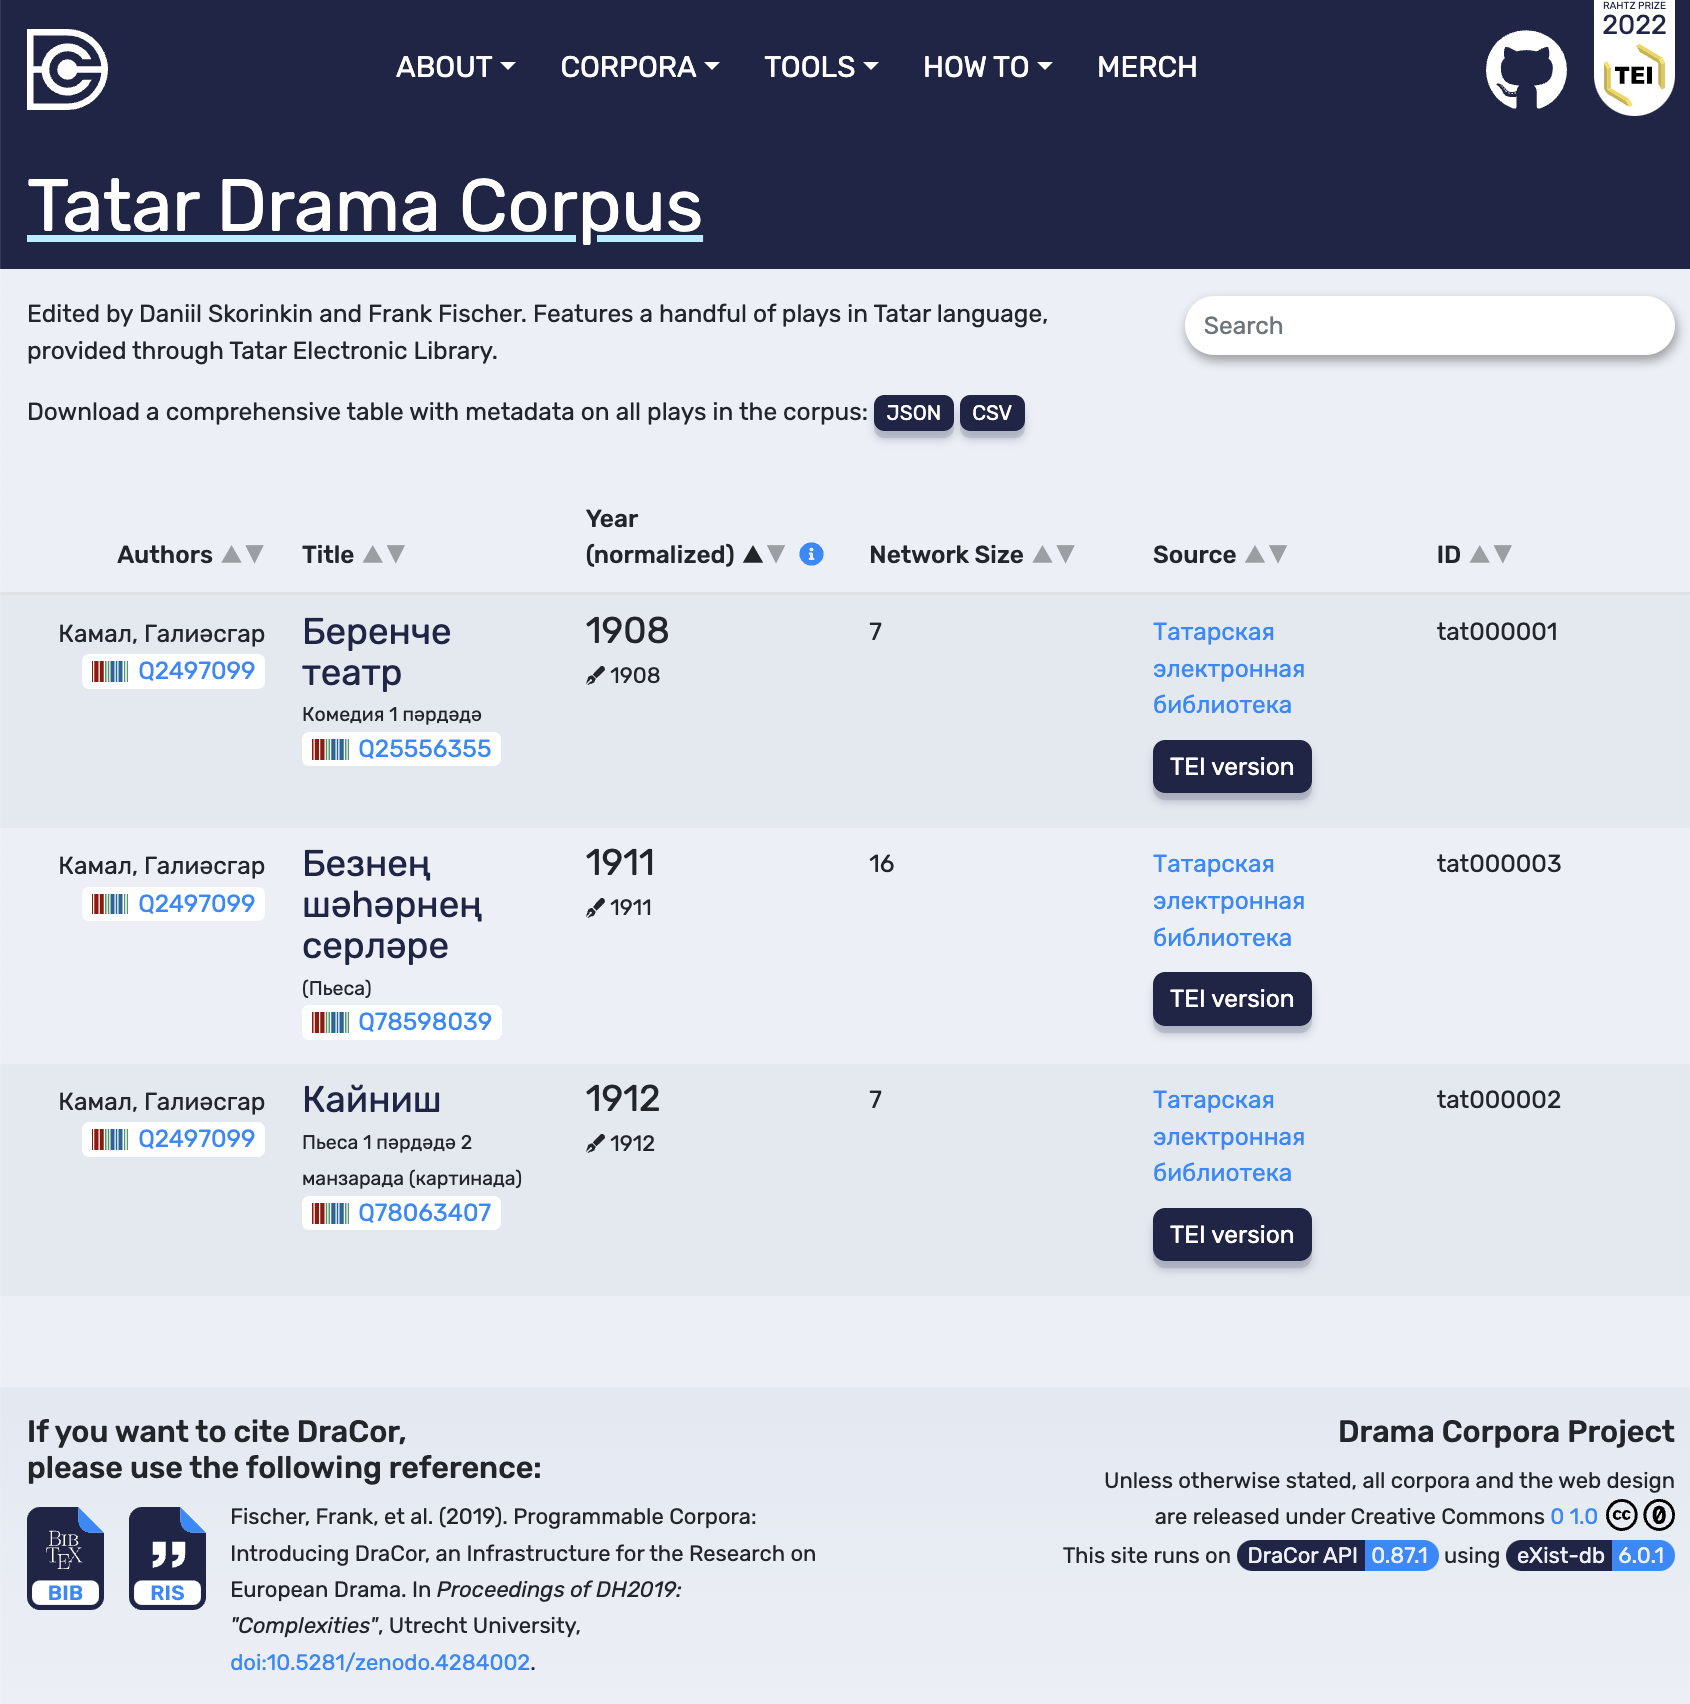 ABOUT CORPORA TOOLS HOW TO MERCH
RAHTZ PRIZE
2022
TEI
Tatar Drama Corpus
Edited by Daniil Skorinkin and Frank Fischer. Features a handful of plays in Tatar language,
provided through Tatar Electronic Library.
Search
Download a comprehensive table with metadata on all plays in the corpus: JSON CSV
Authors Title Year
(normalized) Network Size Source ID
Камал, Галиәсгар
Q2497099
Беренче
театр
Комедия 1 пәрдәдә
Q25556355
1908
1908
7
Татарская
электронная
библиотека
TEI version
tat000001
Камал, Галиәсгар
Q2497099
Безнең
шәһәрнең
серләре
(Пьеса)
Q78598039
1911
1911
16
Татарская
электронная
библиотека
TEI version
tat000003
Камал, Галиәсгар
Q2497099
Кайниш
Пьеса 1 пәрдәдә 2
манзарада (картинада)
Q78063407
1912
1912
7
Татарская
электронная
библиотека
TEI version
tat000002
If you want to cite DraCor,
please use the following reference:
BIB
TEX
BIB
RIS
Fischer, Frank, et al. (2019). Programmable Corpora:
Introducing DraCor, an Infrastructure for the Research on
European Drama. In Proceedings of DH2019:
"Complexities", Utrecht University,
doi:10.5281/zenodo.4284002.
Drama Corpora Project
Unless otherwise stated, all corpora and the web design
are released under Creative Commons 0 1.0 cc 0
This site runs on DraCor API 0.87.1 using eXist-db 6.0.1